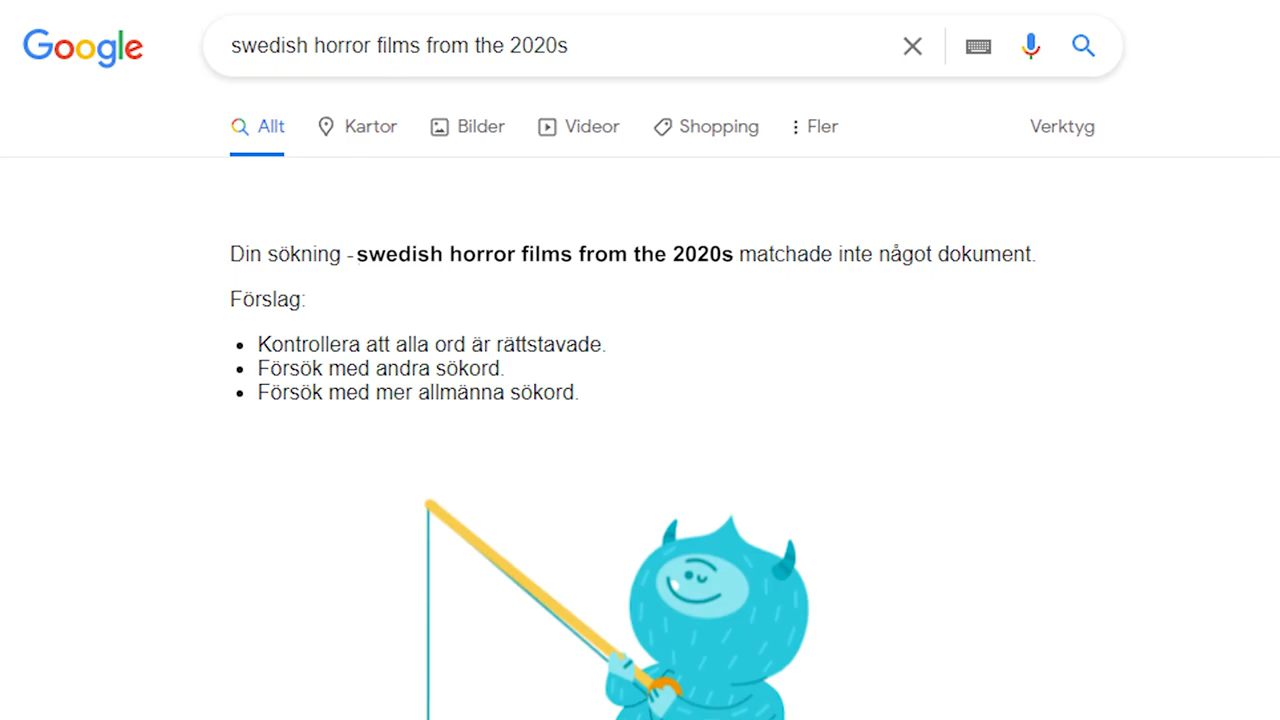 Google
swedish horror films from the 2020s
Allt Kartor Bilder Videor Shopping Fler Verktyg
Din sökning - swedish horror films from the 2020s matchade inte något dokument.
Förslag:
Kontrollera att alla ord är rättstavade.
Försök med andra sökord.
Försök med mer allmänna sökord.